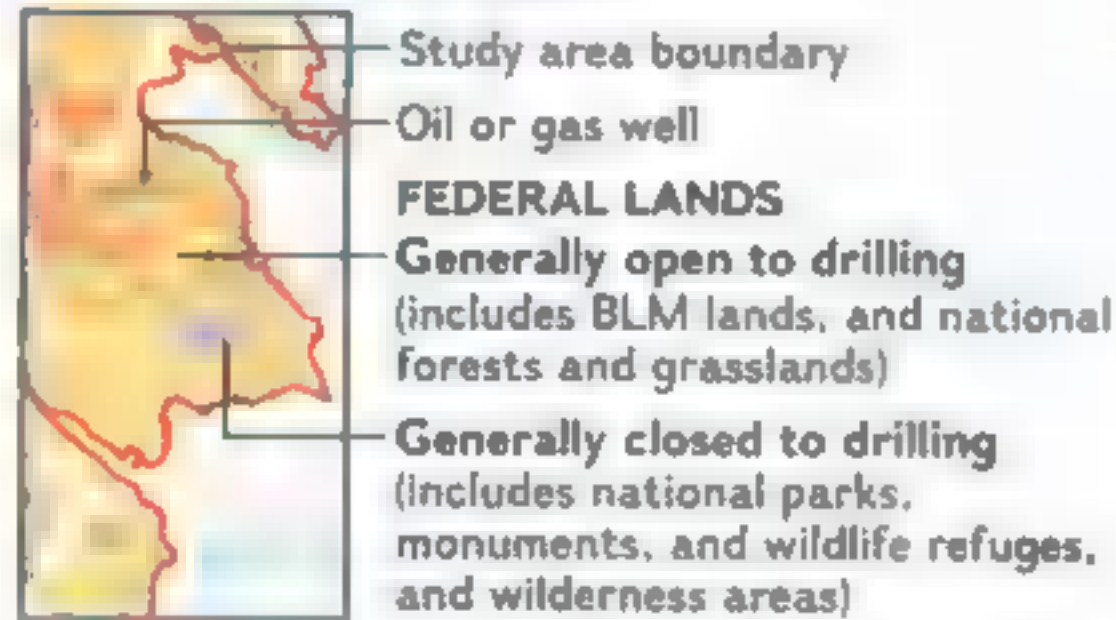 Study area boundary
Oil or gas well
FEDERAL LANDS
Generally open to drilling
(includes BLM lands, and national
forests and grasslands)
Generally closed to drilling
(includes national parks,
monuments, and wildlife refuges,
and wilderness areas)